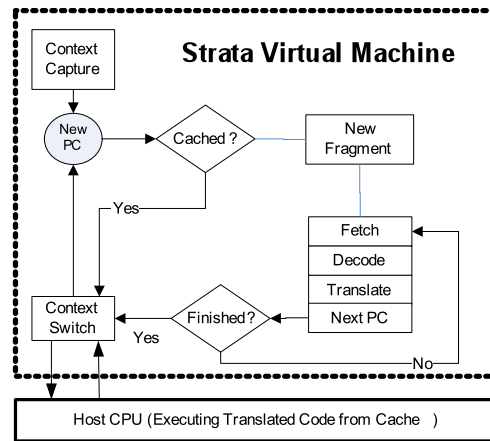 Strata Virtual Machine
Context
Capture
New
PC
Cached ?
New
Fragment
Yes
Fetch
Decode
Translate
Next PC
Context
Switch
Finished?
Yes
No
Host CPU (Executing Translated Code from Cache )